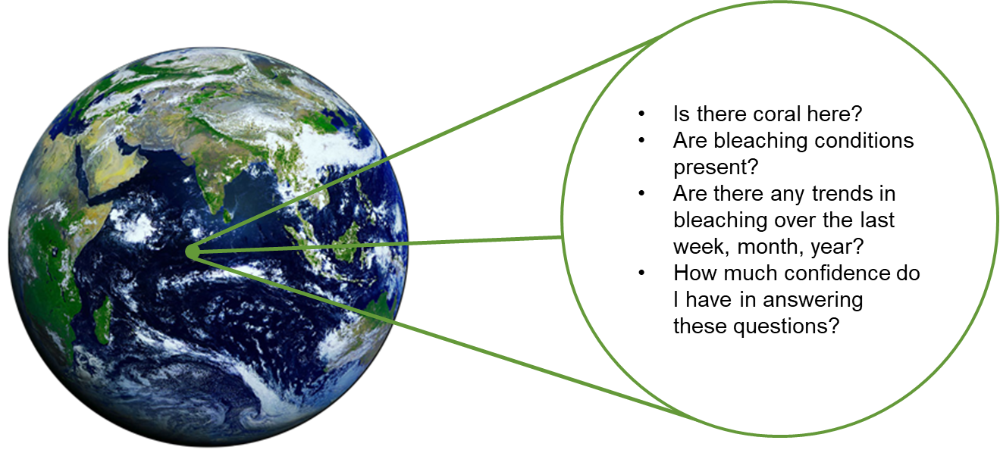 • Is there coral here?
• Are bleaching conditions
present?
• Are there any trends in
bleaching over the last
week, month, year?
• How much confidence do
I have in answering
these questions?